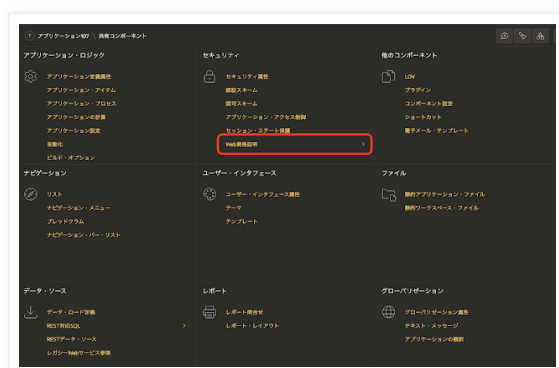 アプリケーション107 \ 共有コンポーネント
アプリケーション・ロジック
アプリケーション定義属性
アプリケーション・アイテム
アプリケーション・プロセス
アプリケーションの計算
アプリケーション設定
自動化
ビルド・オプション
セキュリティ
セキュリティ属性
認証スキーム
認可スキーム
アプリケーション・アクセス制御
セッション・ステート保護
Web資格証明
他のコンポーネント
LOV
プラグイン
コンポーネント設定
ショートカット
電子メール・テンプレート
ナビゲーション
リスト
ナビゲーション・メニュー
ブレッドクラム
ナビゲーション・バー・リスト
ユーザー・インタフェース
ユーザー・インタフェース属性
テーマ
テンプレート
ファイル
静的アプリケーション・ファイル
静的ワークスペース・ファイル
データ・ソース
データ・ロード定義
REST対応SQL
RESTデータ・ソース
レガシーWebサービス参照
レポート
レポート問合せ
レポート・レイアウト
グローバリゼーション
グローバリゼーション属性
テキスト・メッセージ
アプリケーションの翻訳